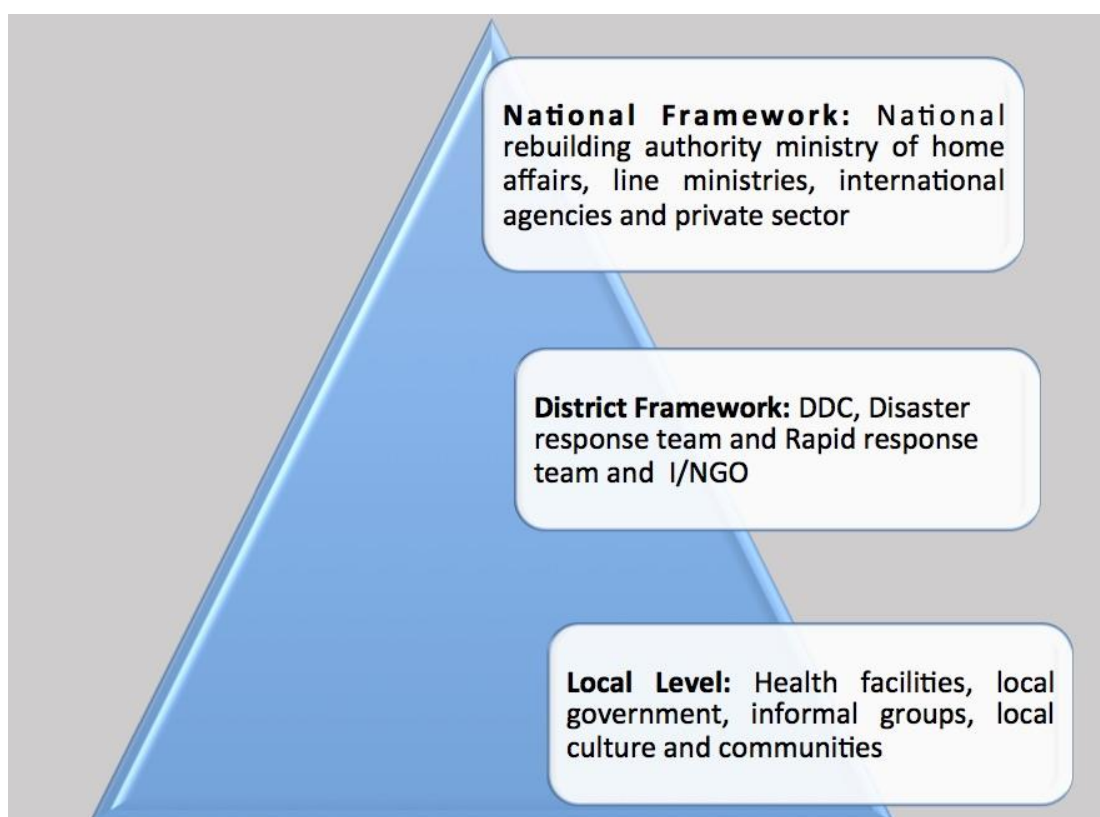 National Framework: National
rebuilding authority ministry of home
affairs, line ministries, international
agencies and private sector
District Framework: DDC, Disaster
response team and Rapid response
team and I/NGO
Local Level: Health facilities, local
government, informal groups, local
culture and communities